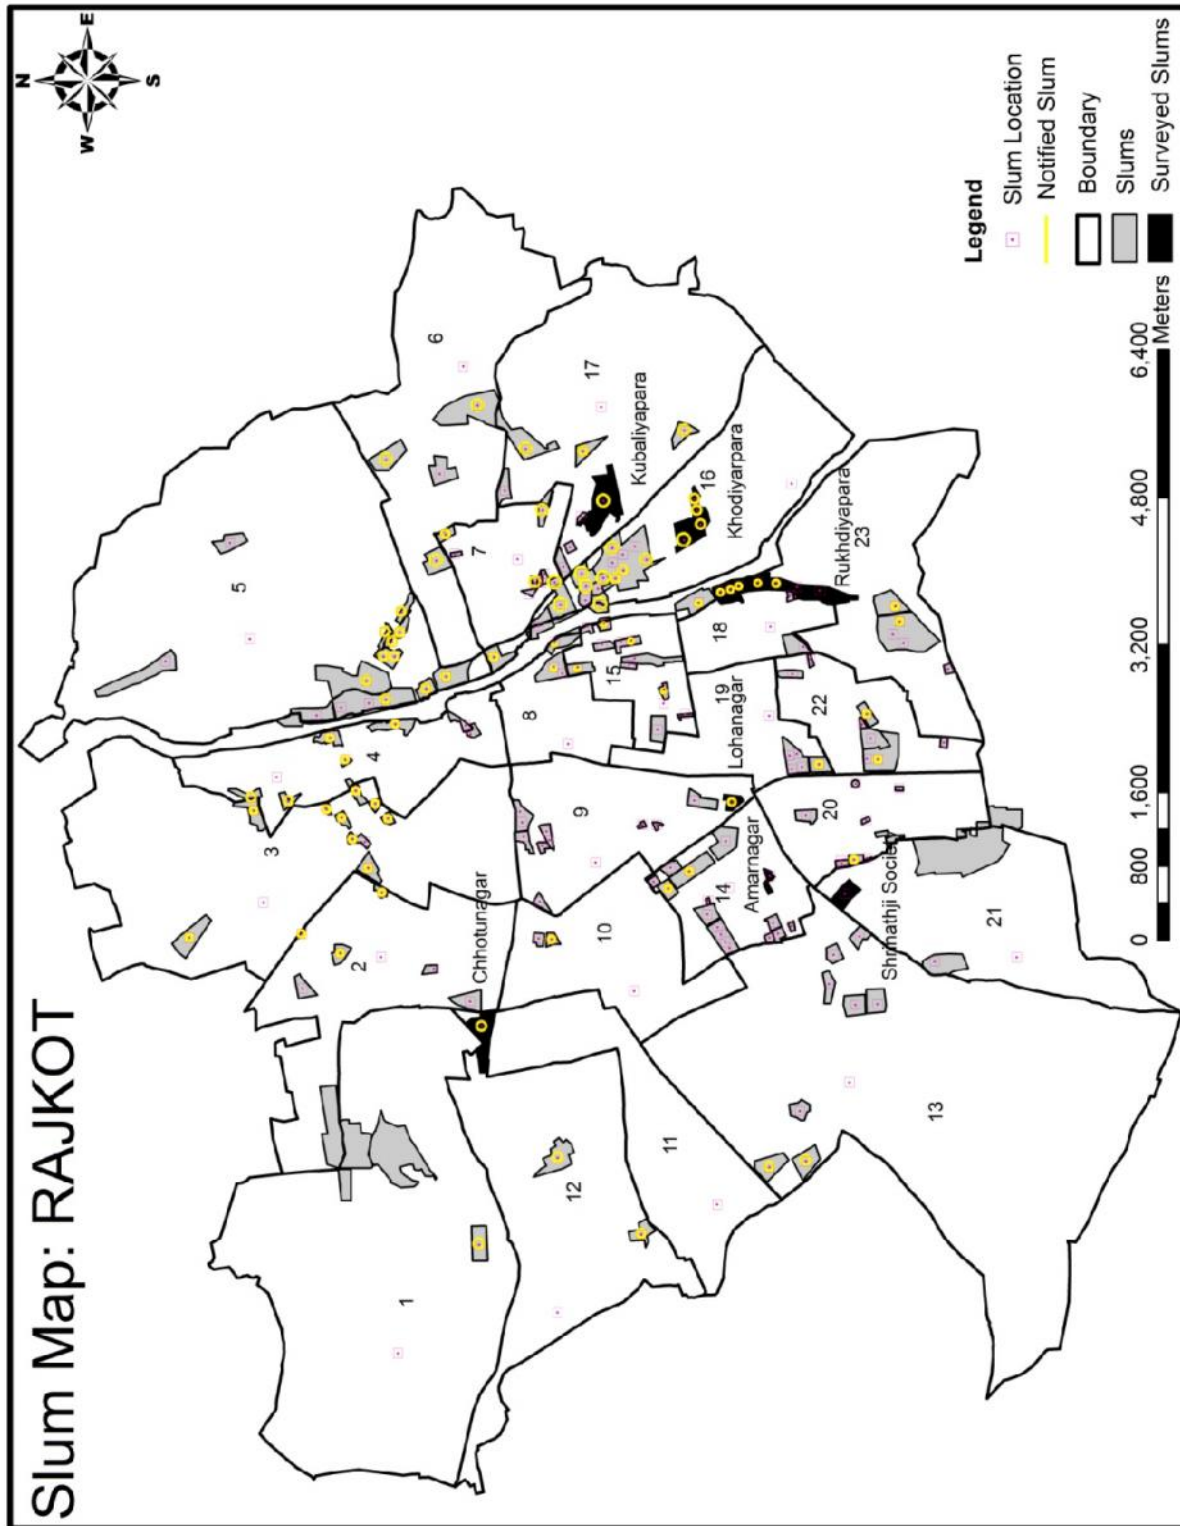 Slum Map: RAJKOT
N
W
E
S
5
6
3
4
7
17
Kubaliyapara
2
16
Khodiyarpara
8
15
18
Rukhdiyapara
23
Chhotunagar
9
19
Lohanagar
22
1
10
14
Amarnagar
20
12
11
Shrinathji Societ
21
13
Legend
Slum Location
Notified Slum
Boundary
Slums
Surveyed Slums
0
800
1,600
3,200
4,800
6,400
Meters